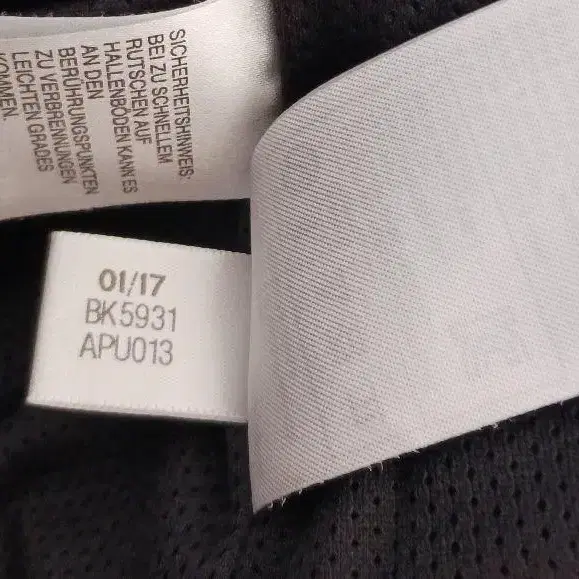 SICHERHEITSHINWEIS:
BEI ZU SCHNELLEM
RUTSCHEN AUF
HALLENBÖDEN KANN ES
AN DEN
BERÜHRUNGSPUNKTEN
ZU VERBRENNUNGEN
LEICHTEN GRADES
KOMMEN.
01/17
BK5931
APU013